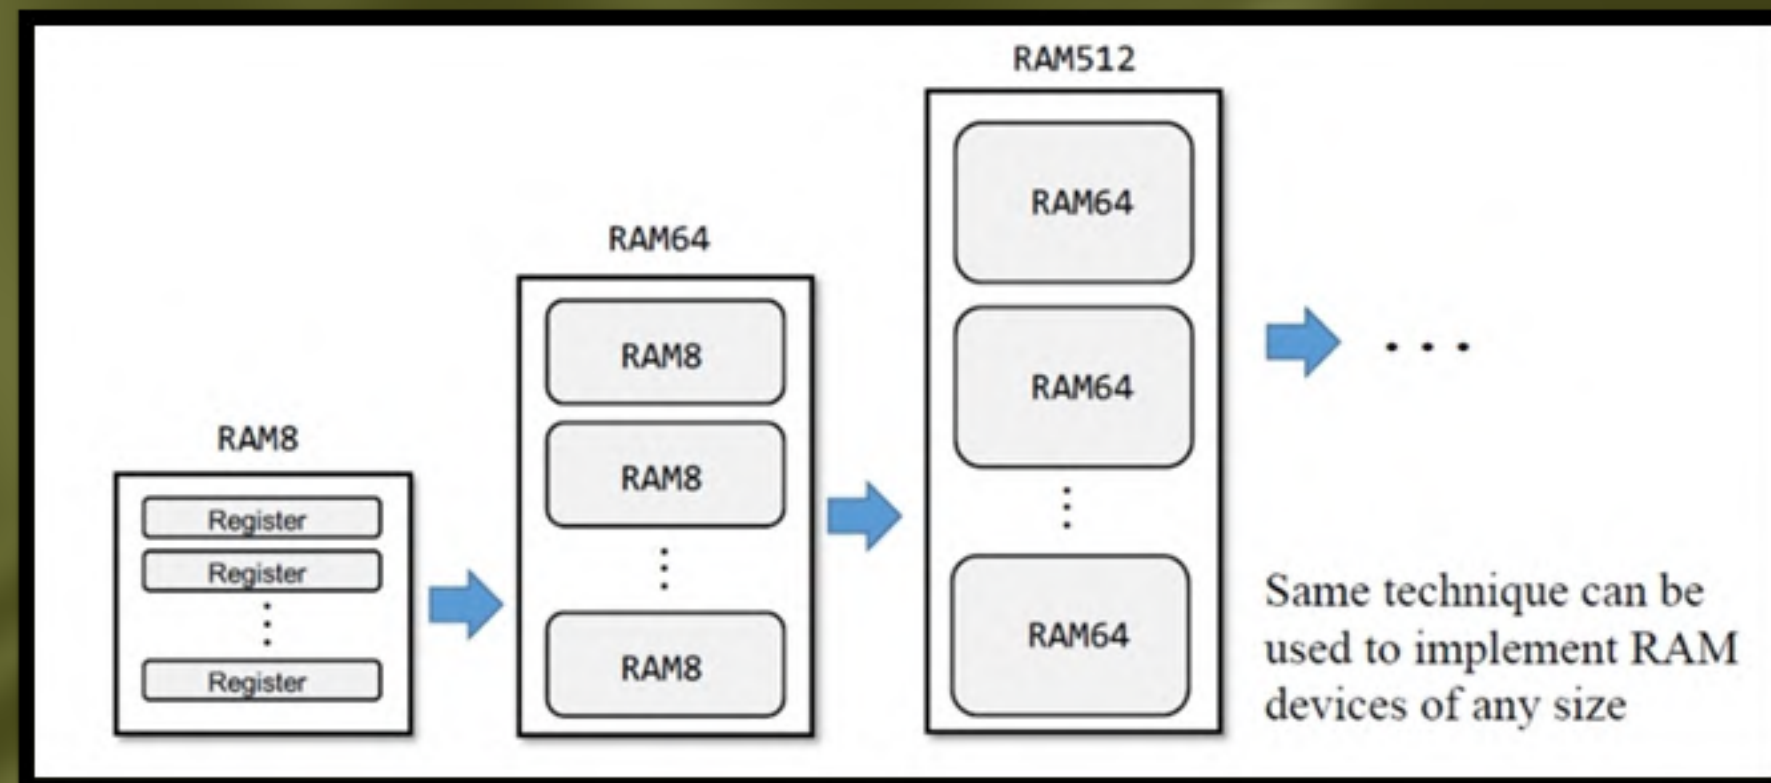 RAM8
Register
Register
Register
RAM64
RAM8
RAM8
RAM8
RAM512
RAM64
RAM64
RAM64
. . .
Same technique can be
used to implement RAM
devices of any size